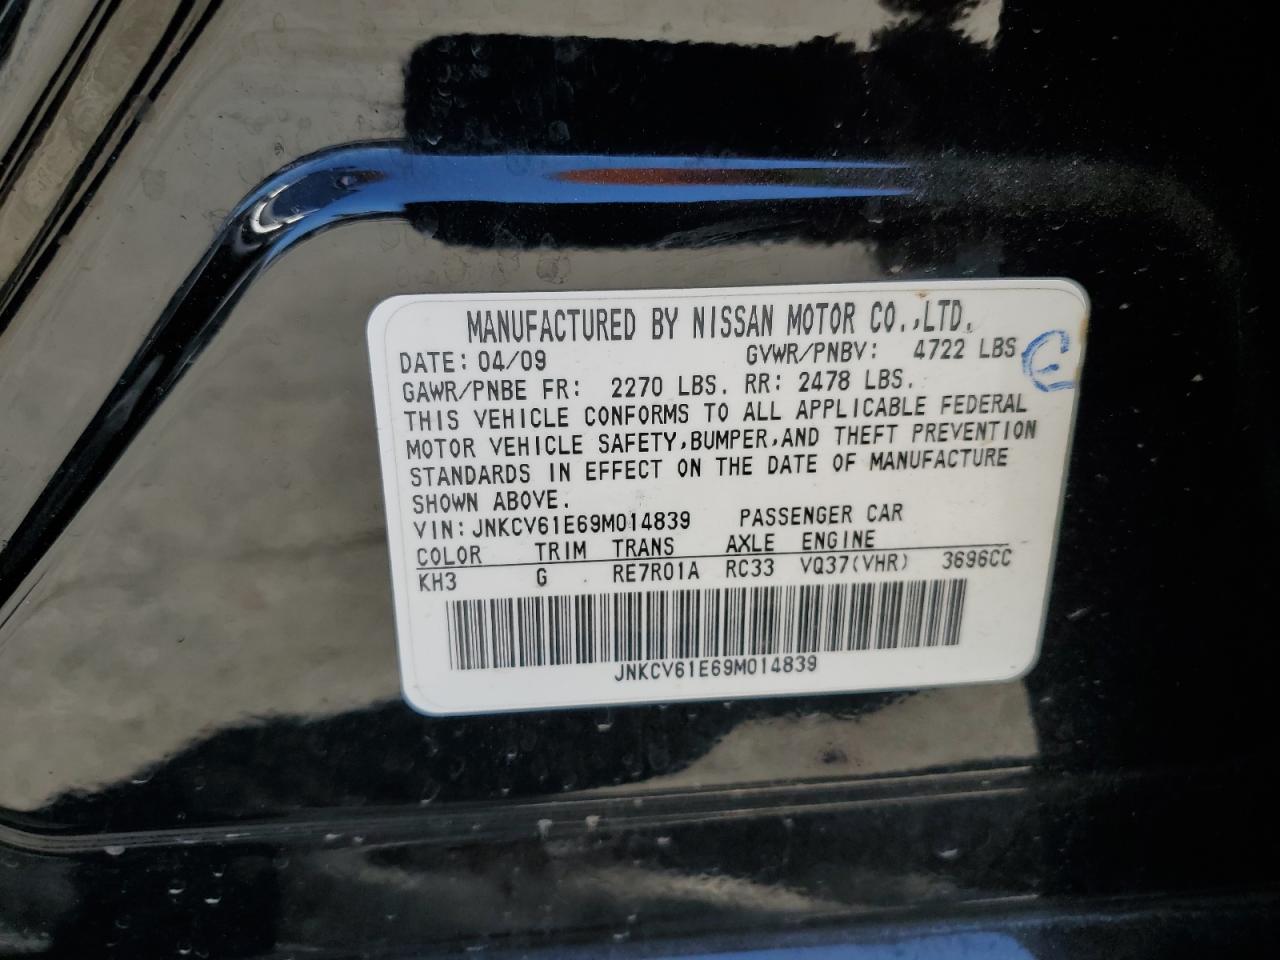 MANUFACTURED BY NISSAN MOTOR CO.,LTD.
DATE: 04/09 GVWR/PNBV: 4722 LBS
GAWR/PNBE FR: 2270 LBS. RR: 2478 LBS.
THIS VEHICLE CONFORMS TO ALL APPLICABLE FEDERAL
MOTOR VEHICLE SAFETY,BUMPER,AND THEFT PREVENTION
STANDARDS IN EFFECT ON THE DATE OF MANUFACTURE
SHOWN ABOVE.
VIN:JNKCV61E69M014839 PASSENGER CAR
COLOR TRIM TRANS AXLE ENGINE
KH3 G RE7R01A RC33 VQ37(VHR) 3696CC
JNKCV61E69M014839